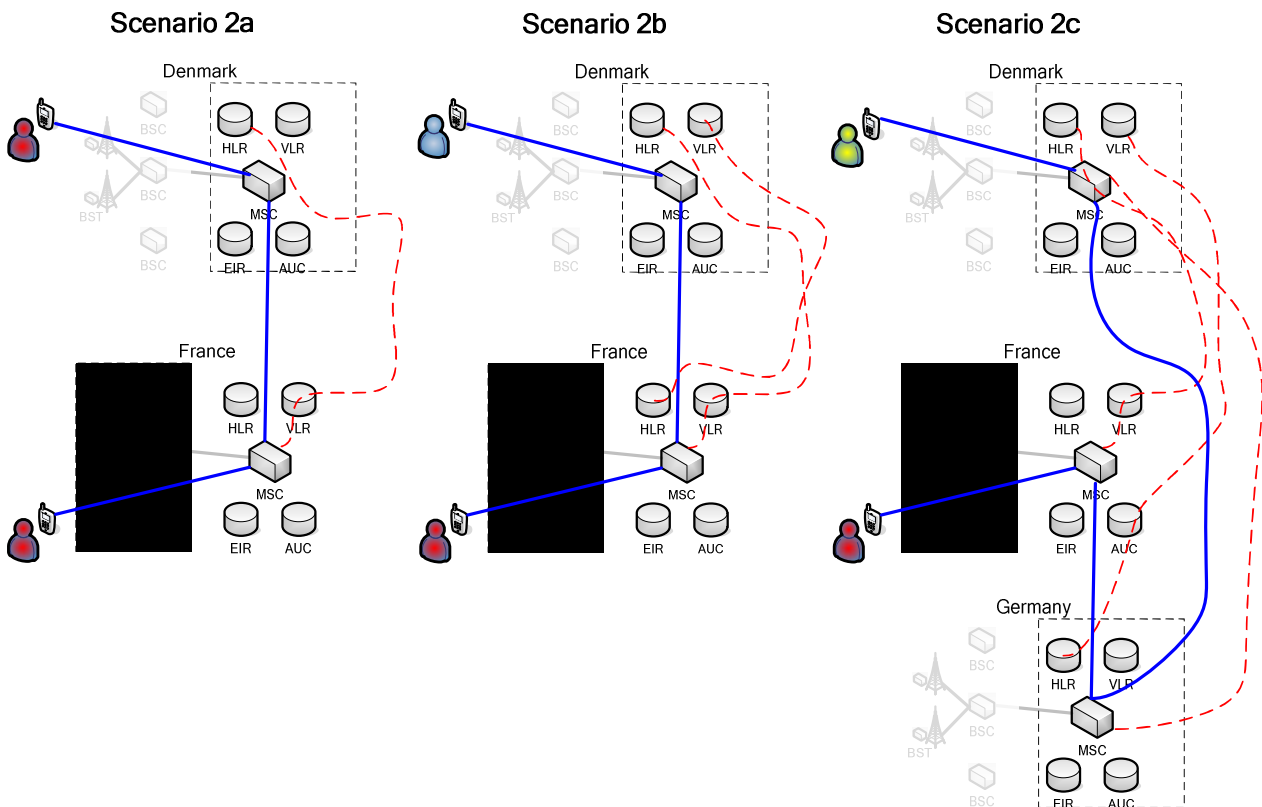 Scenario 2a
Scenario 2b
Scenario 2c
Denmark
HLR
VLR
BSC
BSC
BST
MSC
BSC
EIR
AUC
France
HLR
VLR
MSC
EIR
AUC
Denmark
HLR
VLR
BSC
BSC
BST
MSC
BSC
EIR
AUC
France
HLR
VLR
MSC
EIR
AUC
Denmark
HLR
VLR
BSC
BSC
BST
MSC
BSC
EIR
AUC
France
HLR
VLR
MSC
EIR
AUC
Germany
HLR
VLR
BSC
BSC
BST
MSC
BSC
EIR
AUC